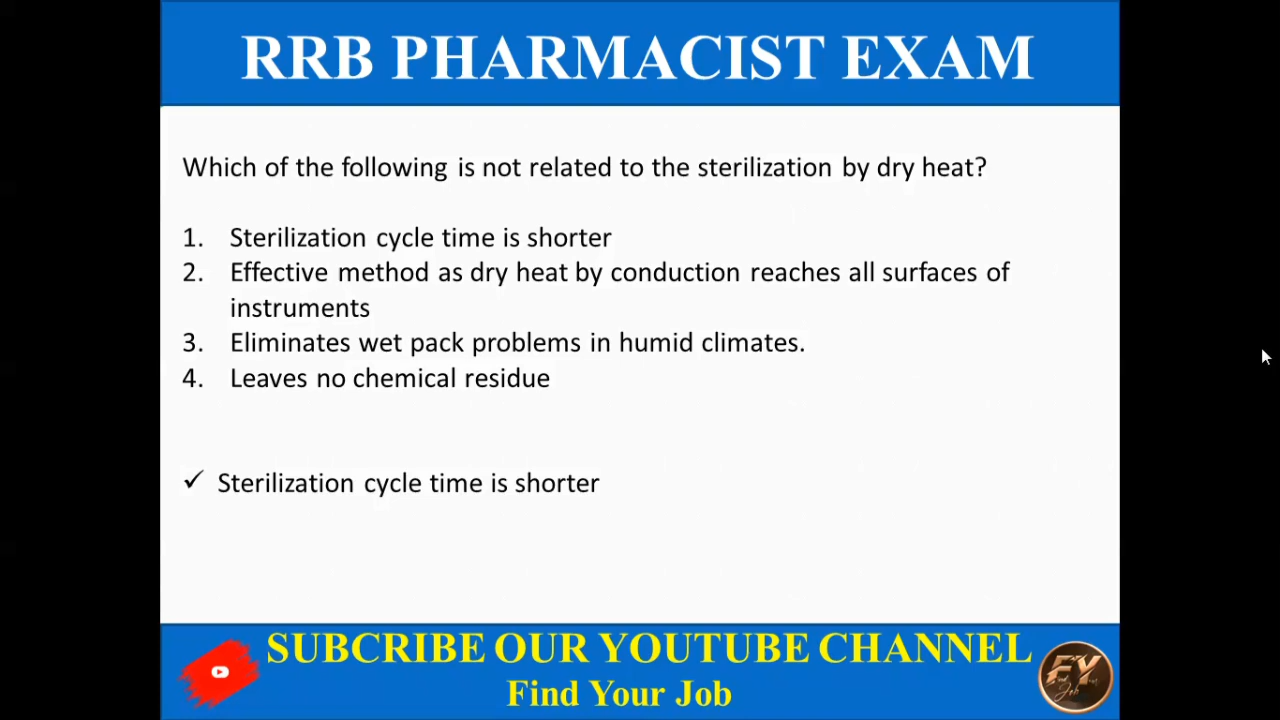 RRB PHARMACIST EXAM
Which of the following is not related to the sterilization by dry heat?
1. Sterilization cycle time is shorter
2. Effective method as dry heat by conduction reaches all surfaces of
instruments
3. Eliminates wet pack problems in humid climates.
4. Leaves no chemical residue
✓ Sterilization cycle time is shorter
SUBCRIBE OUR YOUTUBE CHANNEL
Find Your Job
FY
Job